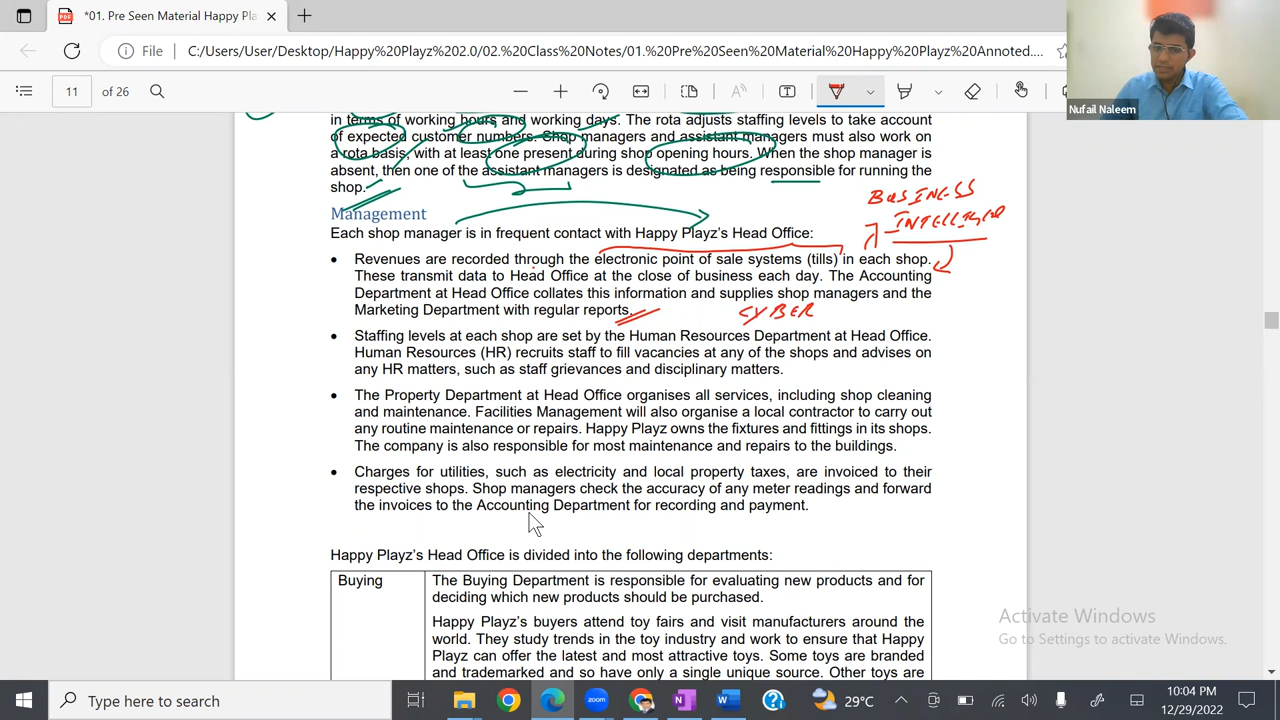 *01. Pre Seen Material Happy Pla
File
C:/Users/User/Desktop/Happy%20Playz%202.0/02.%20Class%20Notes/01.%20Pre%20Seen%20Material%20Happy%20Playz%20Annoted....
11 of 26
Nufail Naleem
in terms of working hours and working days. The rota adjusts staffing levels to take account
of expected customer numbers. Shop managers and assistant managers must also work on
a rota basis, with at least one present during shop opening hours. When the shop manager is
absent, then one of the assistant managers is designated as being responsible for running the
shop.
BUSINESS
Management
Each shop manager is in frequent contact with Happy Playz's Head Office:
• Revenues are recorded through the electronic point of sale systems (tills) in each shop.
These transmit data to Head Office at the close of business each day. The Accounting
Department at Head Office collates this information and supplies shop managers and the
Marketing Department with regular reports.
CYBER
• Staffing levels at each shop are set by the Human Resources Department at Head Office.
Human Resources (HR) recruits staff to fill vacancies at any of the shops and advises on
any HR matters, such as staff grievances and disciplinary matters.
• The Property Department at Head Office organises all services, including shop cleaning
and maintenance. Facilities Management will also organise a local contractor to carry out
any routine maintenance or repairs. Happy Playz owns the fixtures and fittings in its shops.
The company is also responsible for most maintenance and repairs to the buildings.
• Charges for utilities, such as electricity and local property taxes, are invoiced to their
respective shops. Shop managers check the accuracy of any meter readings and forward
the invoices to the Accounting Department for recording and payment.
Happy Playz's Head Office is divided into the following departments:
Buying
The Buying Department is responsible for evaluating new products and for
deciding which new products should be purchased.
Happy Playz's buyers attend toy fairs and visit manufacturers around the
world. They study trends in the toy industry and work to ensure that Happy
Playz can offer the latest and most attractive toys. Some toys are branded
and trademarked and so have only a single unique source. Other toys are
Activate Windows
Go to Settings to activate Windows.
Type here to search
zoom
29°C
10:04 PM
12/29/2022